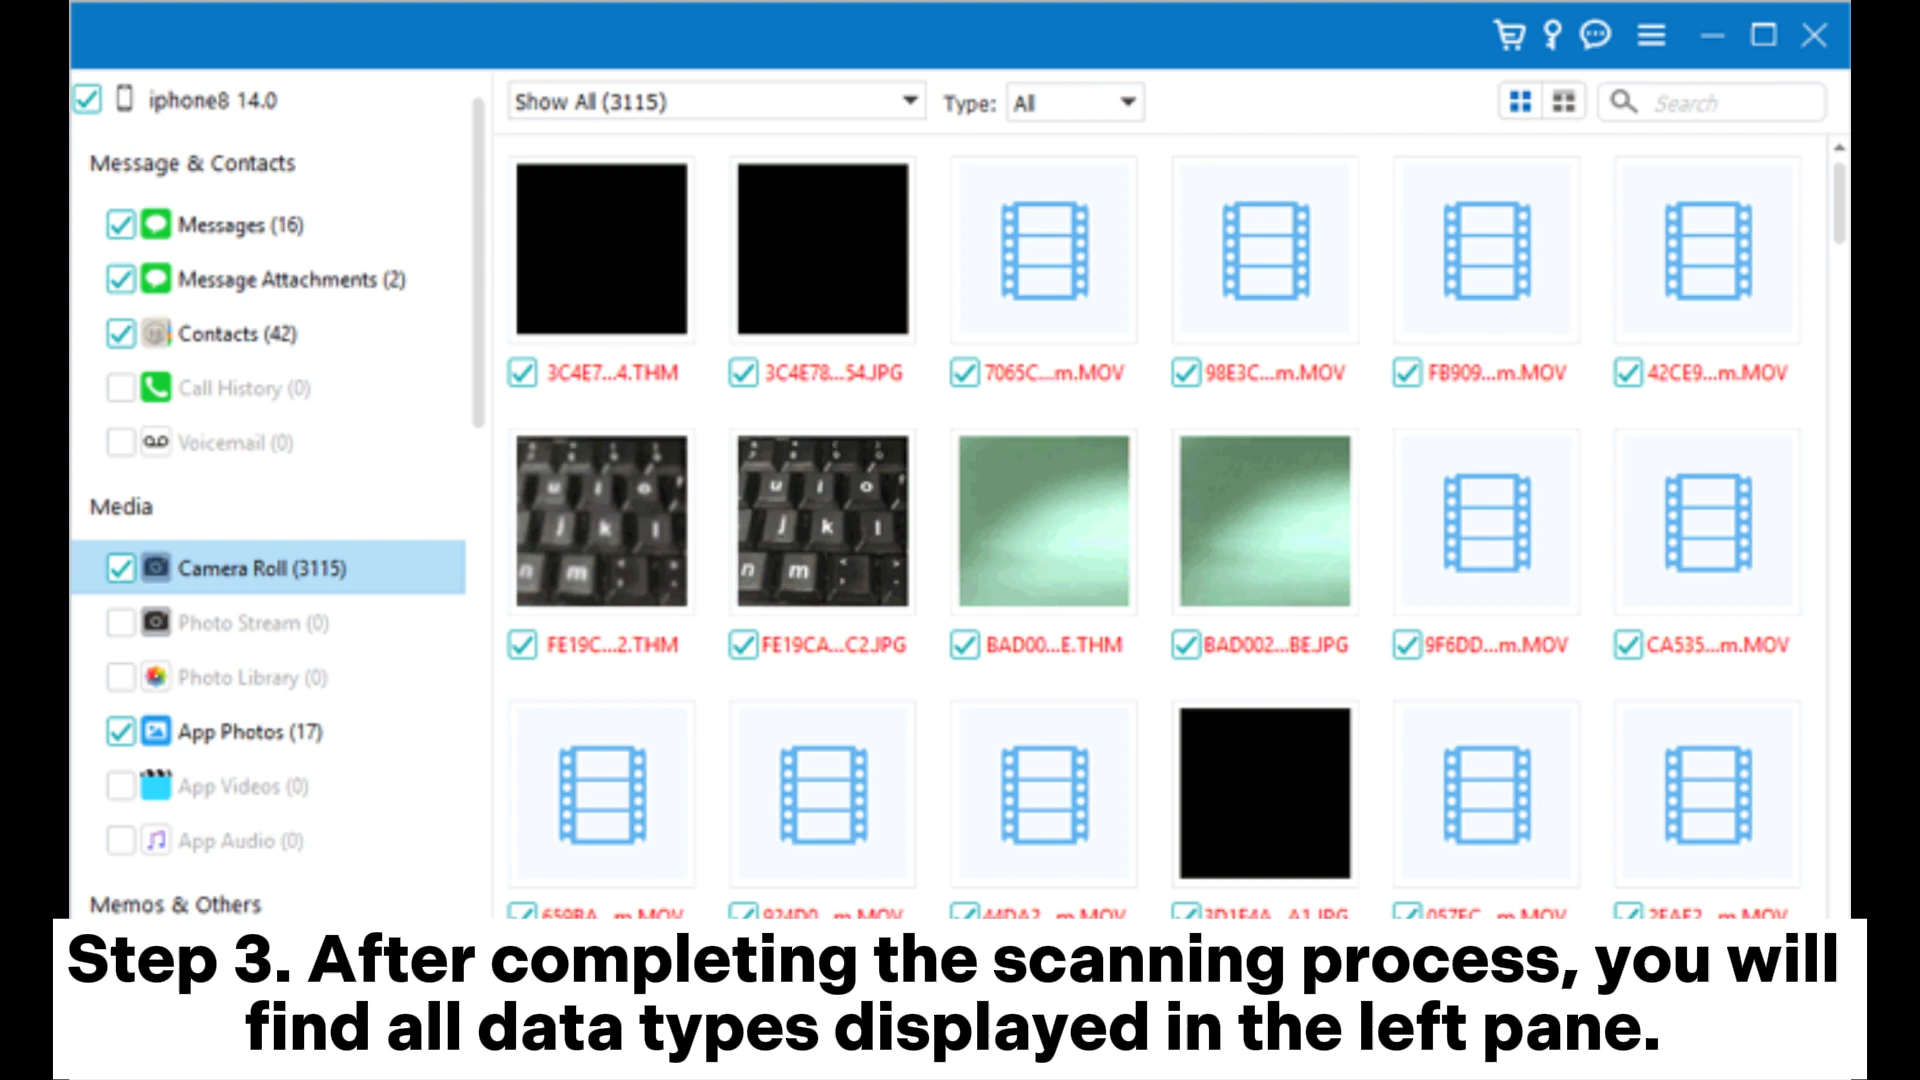 iphone8 14.0
Show All (3115)
Type: All
Search
Message & Contacts
Messages (16)
Message Attachments (2)
Contacts (42)
Call History (0)
Voicemail (0)
Media
Camera Roll (3115)
Photo Stream (0)
Photo Library (0)
App Photos (17)
App Videos (0)
App Audio (0)
Memos & Others
3C4E7...4.THM
3C4E78...54.JPG
7065C...m.MOV
98E3C...m.MOV
FB909...m.MOV
42CE9...m.MOV
u i o
j k l
n m
u i o
j k l
n m
FE19C...2.THM
FE19CA...C2.JPG
BAD00...E.THM
BAD002...BE.JPG
9F6DD...m.MOV
CA535...m.MOV
Step 3. After completing the scanning process, you will
find all data types displayed in the left pane.